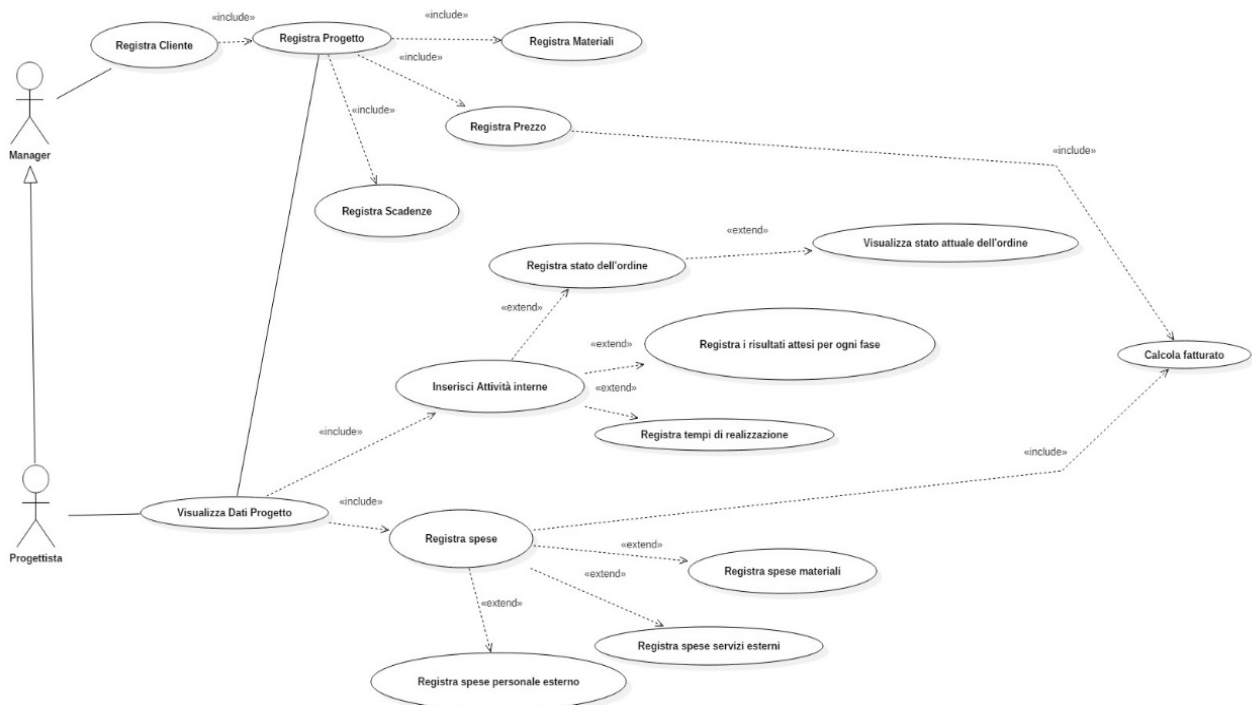 «include»
«include»
Registra Cliente
Registra Progetto
Registra Materiali
«include»
«include»
Registra Prezzo
Manager
«include»
Registra Scadenze
«extend»
Visualizza stato attuale dell'ordine
Registra stato dell'ordine
«extend»
«extend»
Registra i risultati attesi per ogni fase
Calcola fatturato
Inserisci Attività interne
«extend»
«include»
Registra tempi di realizzazione
«include»
«include»
Visualizza Dati Progetto
Registra spese
«extend»
Progettista
Registra spese materiali
«extend»
«extend»
Registra spese servizi esterni
Registra spese personale esterno